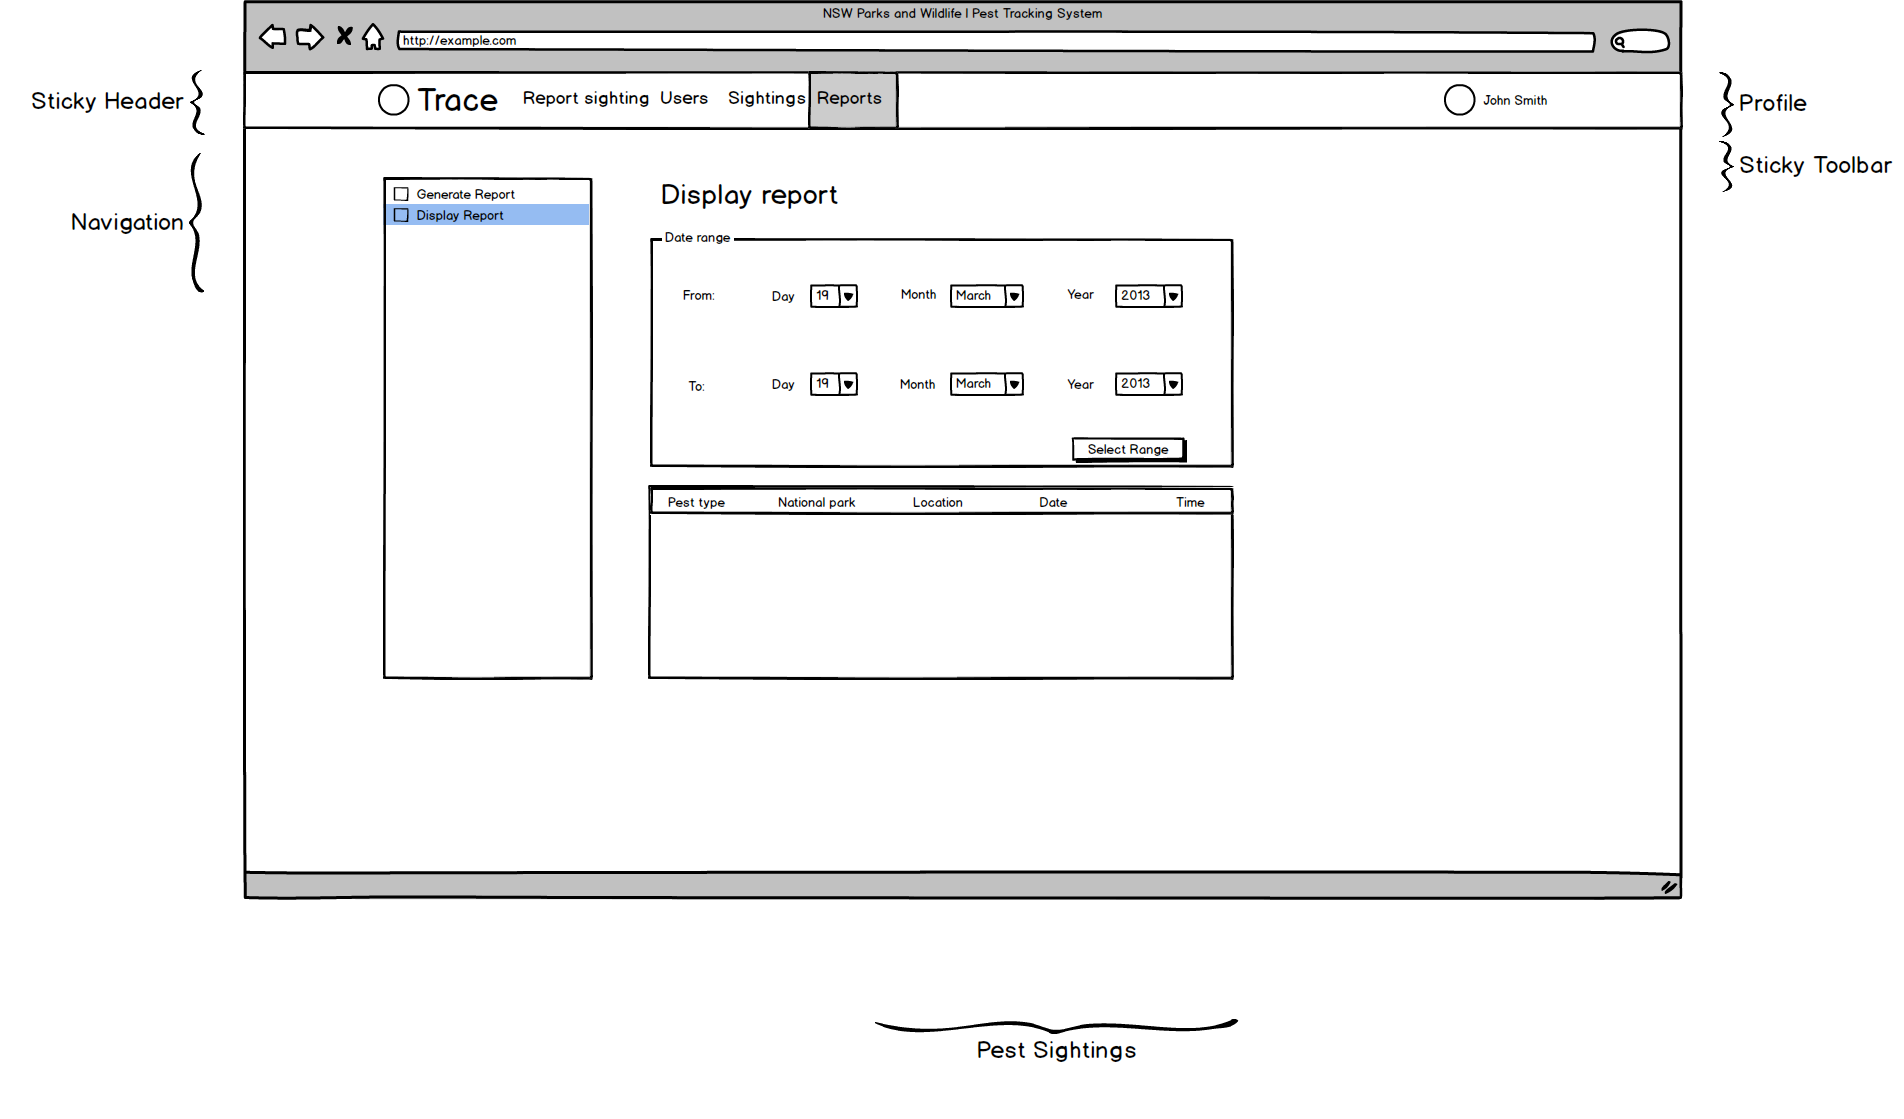 NSW Parks and Wildlife | Pest Tracking System
http://example.com
Sticky Header
Trace Report sighting Users Sightings Reports John Smith
Profile
Sticky Toolbar
Navigation
Generate Report
Display Report
Display report
Date range
From: Day 19 Month March Year 2013
To: Day 19 Month March Year 2013
Select Range
Pest type National park Location Date Time
Pest Sightings